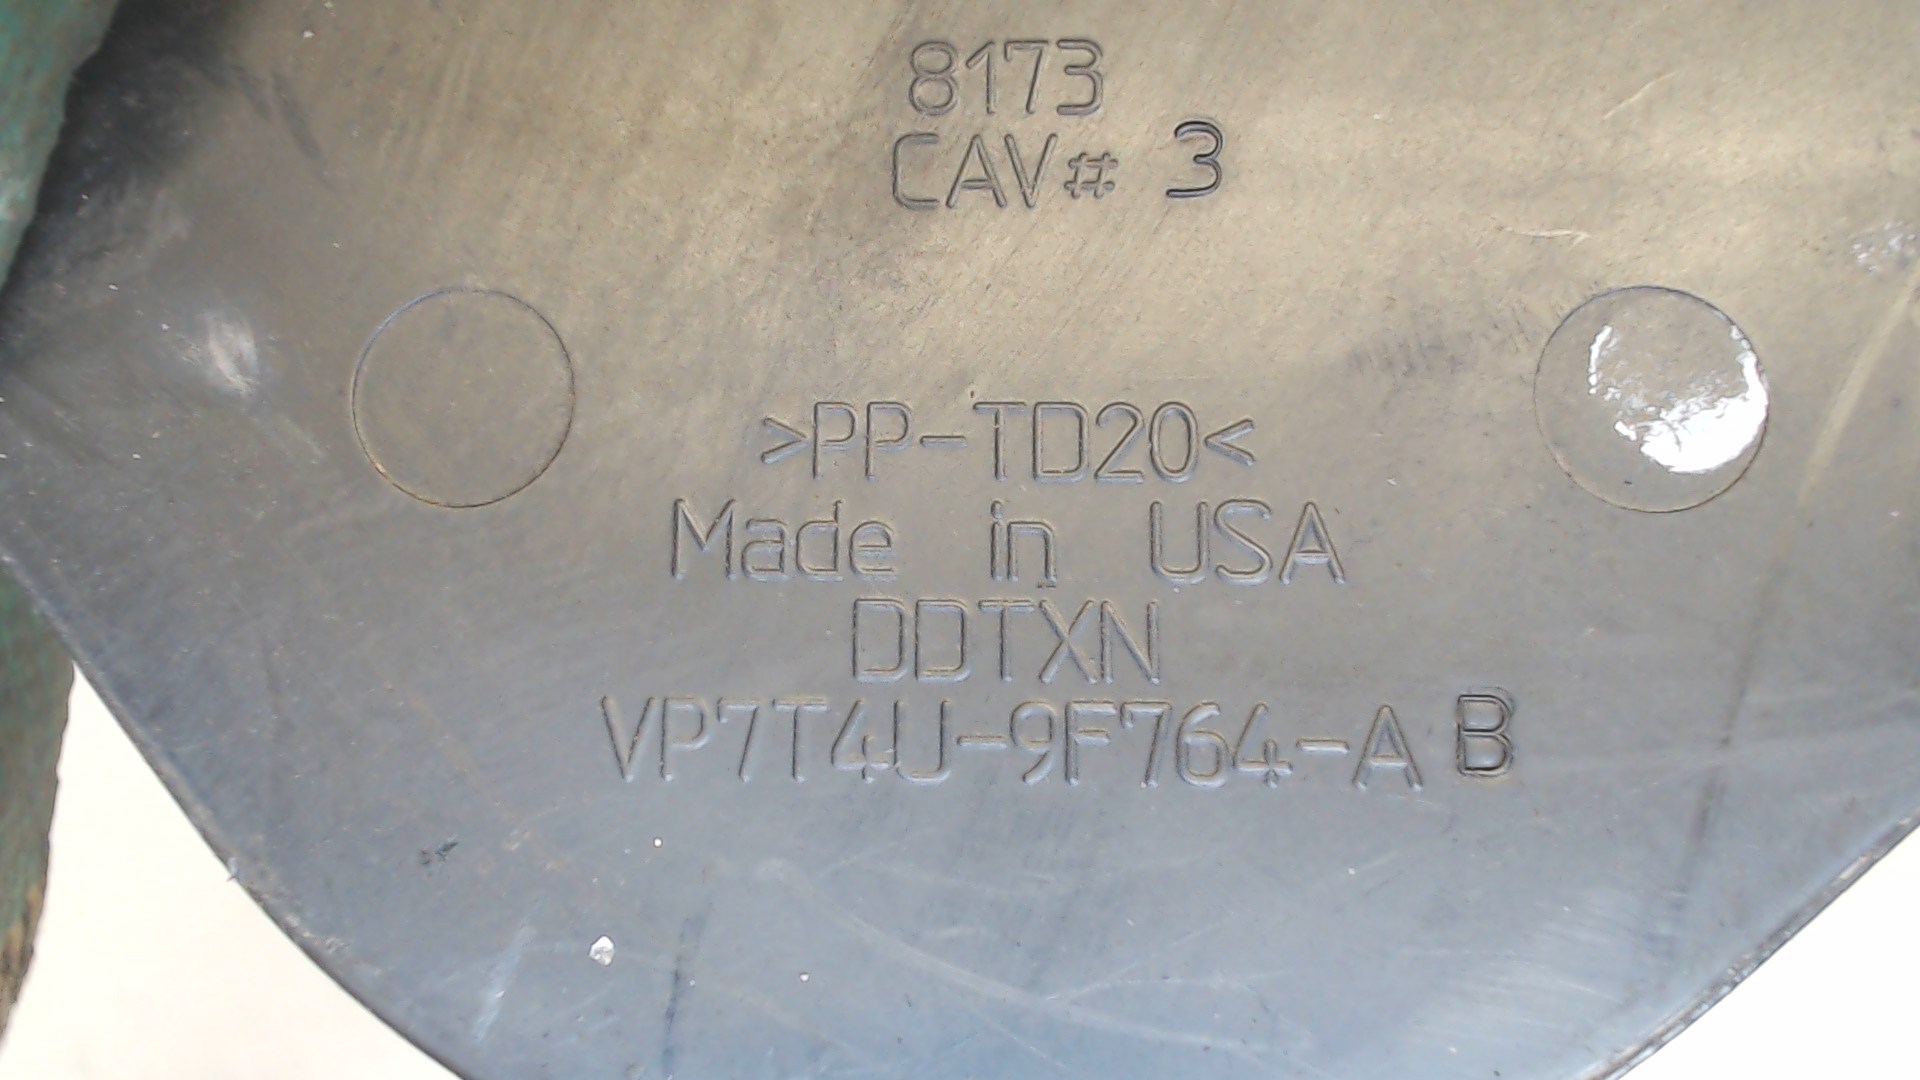 8173
CAV# 3
>PP-TD20<
Made in USA
DDTXN
VP7T4U-9F764-A B